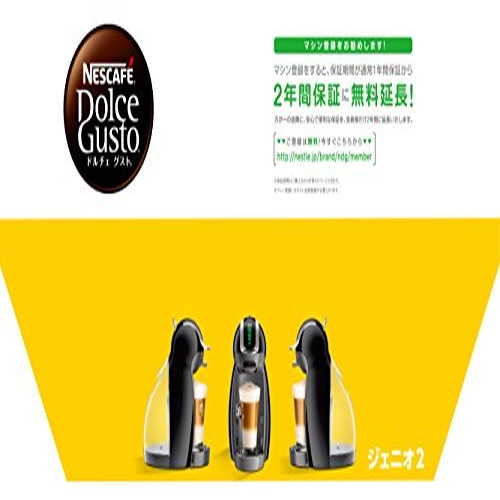 NESCAFÉ
Dolce
Gusto
ドルチェ グスト
マシン登録をお勧めします!
マシン登録をすると、保証期間が通常1年間保証から
2年間保証に無料延長!
ご登録は無料!今すぐこちらから
http://nestle.jp/brand/ndg/member
ジェニオ2